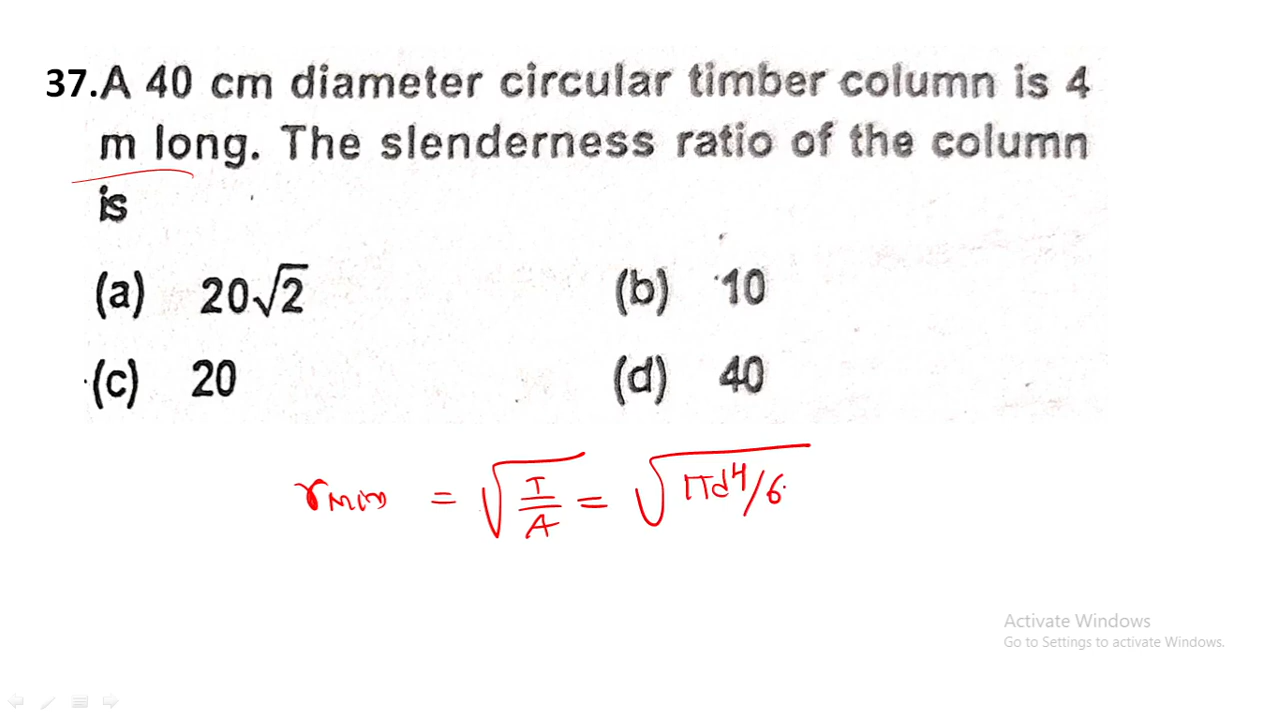 37.A 40 cm diameter circular timber column is 4
m long. The slenderness ratio of the column
is
(a) 20√2 (b) 10
(c) 20 (d) 40
rmin = √(I/A) = √(πd⁴/6
Activate Windows
Go to Settings to activate Windows.